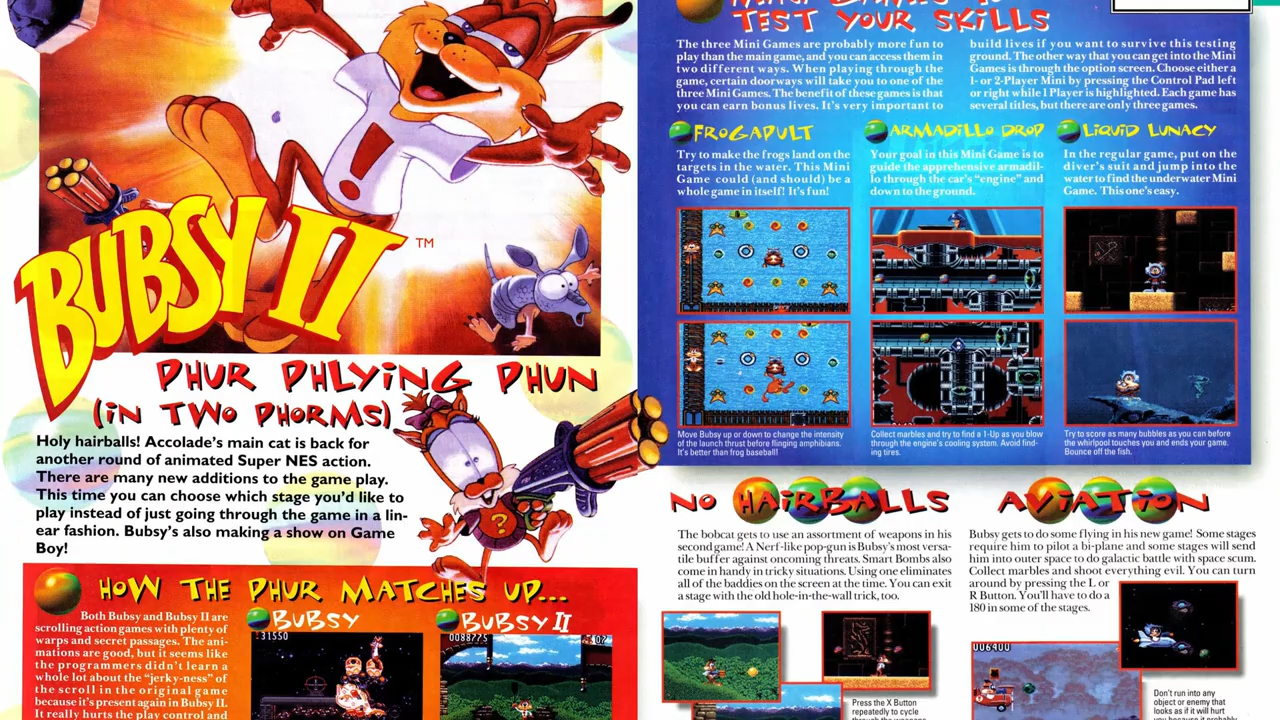 BUBSY II
TM
PHUR PHLYiNG PHUN
(iN TWO PHORMS)
Holy hairballs! Accolade's main cat is back for
another round of animated Super NES action.
There are many new additions to the game play.
This time you can choose which stage you'd like to
play instead of just going through the game in a lin-
ear fashion. Bubsy's also making a show on Game
Boy!
HOW THE PHUR MATCHES UP...
Both Bubsy and Bubsy II are
scrolling action games with plenty of
warps and secret passages. The ani-
mations are good, but it seems like
the programmers didn't learn a
whole lot about the "jerky-ness" of
the scroll in the original game
because it's present again in Bubsy II.
It really hurts the play control and
BUBSY
31550
BUBSY II
0088775
02
TEST YOUR SKILLS
The three Mini Games are probably more fun to
play than the main game, and you can access them in
two different ways. When playing through the
game, certain doorways will take you to one of the
three Mini Games. The benefit of these games is that
you can earn bonus lives. It's very important to
build lives if you want to survive this testing
ground. The other way that you can get into the Mini
Games is through the option screen. Choose either a
1- or 2-Player Mini by pressing the Control Pad left
or right while 1 Player is highlighted. Each game has
several titles, but there are only three games.
FROGAPULT
Try to make the frogs land on the
targets in the water. This Mini
Game could (and should) be a
whole game in itself! It's fun!
Move Bubsy up or down to change the intensity
of the launch thrust before flinging amphibians.
It's better than frog baseball!
ARMADiLLO DROP
Your goal in this Mini Game is to
guide the apprehensive armadil-
lo through the car's "engine" and
down to the ground.
Collect marbles and try to find a 1-Up as you blow
through the engine's cooling system. Avoid find-
ing tires.
LiQUiD LUNACY
In the regular game, put on the
diver's suit and jump into the
water to find the underwater Mini
Game. This one's easy.
Try to score as many bubbles as you can before
the whirlpool touches you and ends your game.
Bounce off the fish.
NO HAiRBALLS
The bobcat gets to use an assortment of weapons in his
second game! A Nerf-like pop-gun is Bubsy's most versa-
tile buffer against oncoming threats. Smart Bombs also
come in handy in tricky situations. Using one eliminates
all of the baddies on the screen at the time. You can exit
a stage with the old hole-in-the-wall trick, too.
Press the X Button
repeatedly to cycle
through the weapons
AViATiON
Bubsy gets to do some flying in his new game! Some stages
require him to pilot a bi-plane and some stages will send
him into outer space to do galactic battle with space scum.
Collect marbles and shoot everything evil. You can turn
around by pressing the L or
R Button. You'll have to do a
180 in some of the stages.
006400
Don't run into any
object or enemy that
looks as if it will hurt
you because it probably